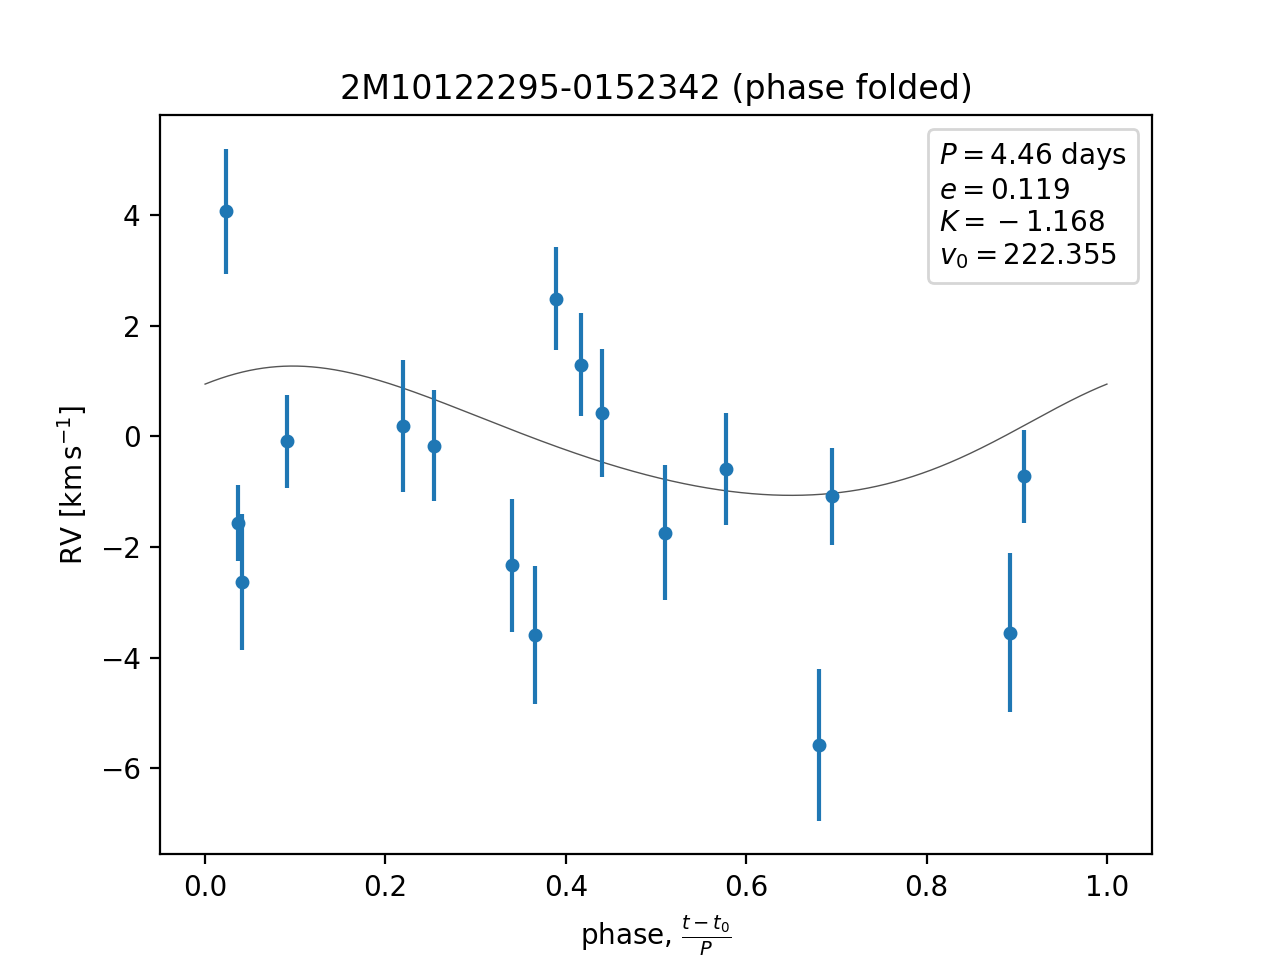 2M10122295-0152342 (phase folded)
P = 4.46 days
e = 0.119
K = −1.168
v₀ = 222.355
4
2
0
−2
−4
−6
RV [km s⁻¹]
0.0 0.2 0.4 0.6 0.8 1.0
phase, (t − t₀)/P